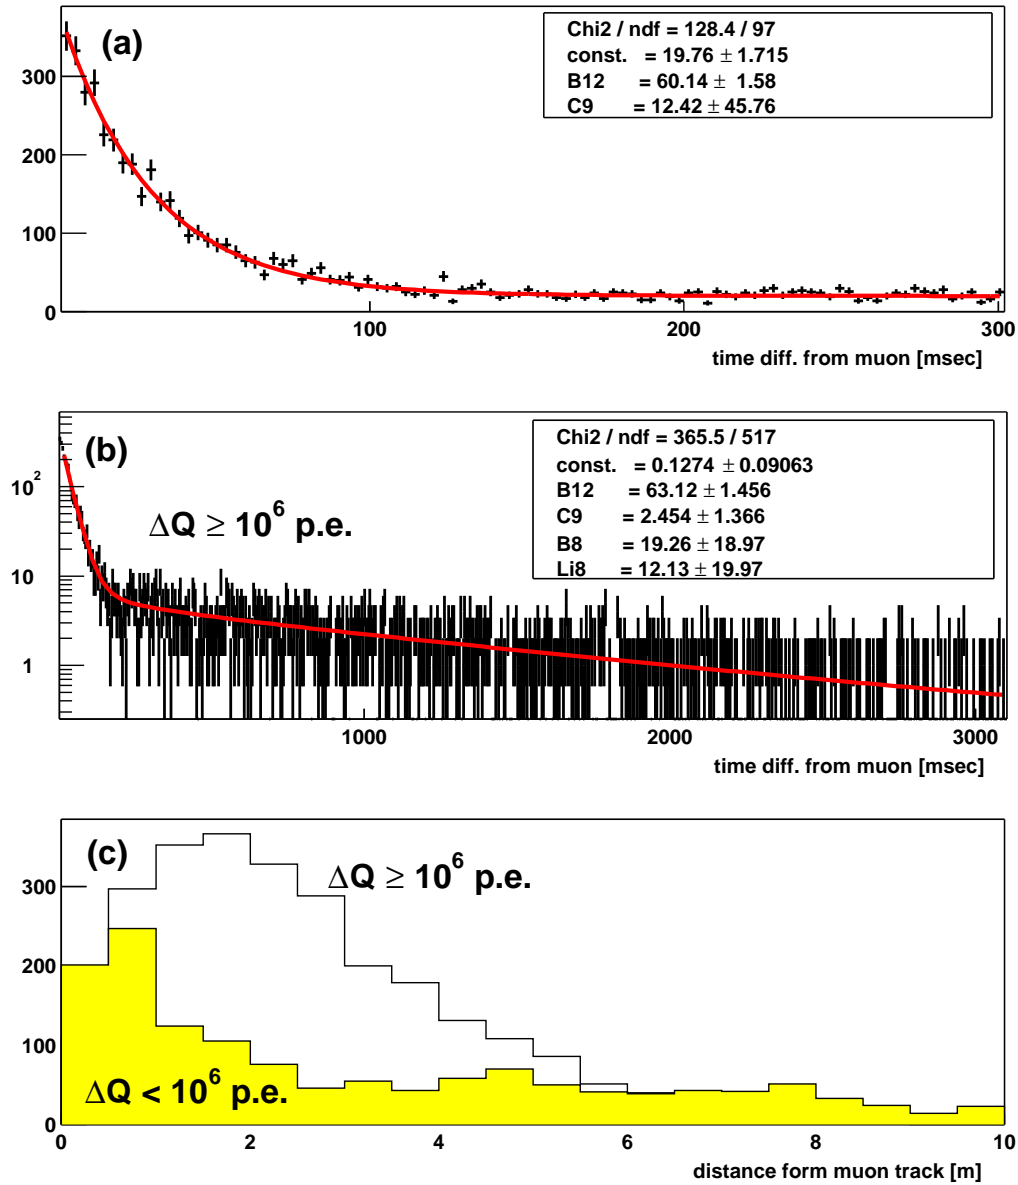 (a)
Chi2 / ndf = 128.4 / 97
const. = 19.76 ± 1.715
B12 = 60.14 ± 1.58
C9 = 12.42 ± 45.76
300
200
100
0
100 200 300
time diff. from muon [msec]
(b)
Chi2 / ndf = 365.5 / 517
const. = 0.1274 ± 0.09063
B12 = 63.12 ± 1.456
C9 = 2.454 ± 1.366
B8 = 19.26 ± 18.97
Li8 = 12.13 ± 19.97
ΔQ ≥ 10^6 p.e.
10^2
10
1
1000 2000 3000
time diff. from muon [msec]
(c)
ΔQ ≥ 10^6 p.e.
300
200
100
ΔQ < 10^6 p.e.
0
0 2 4 6 8 10
distance form muon track [m]